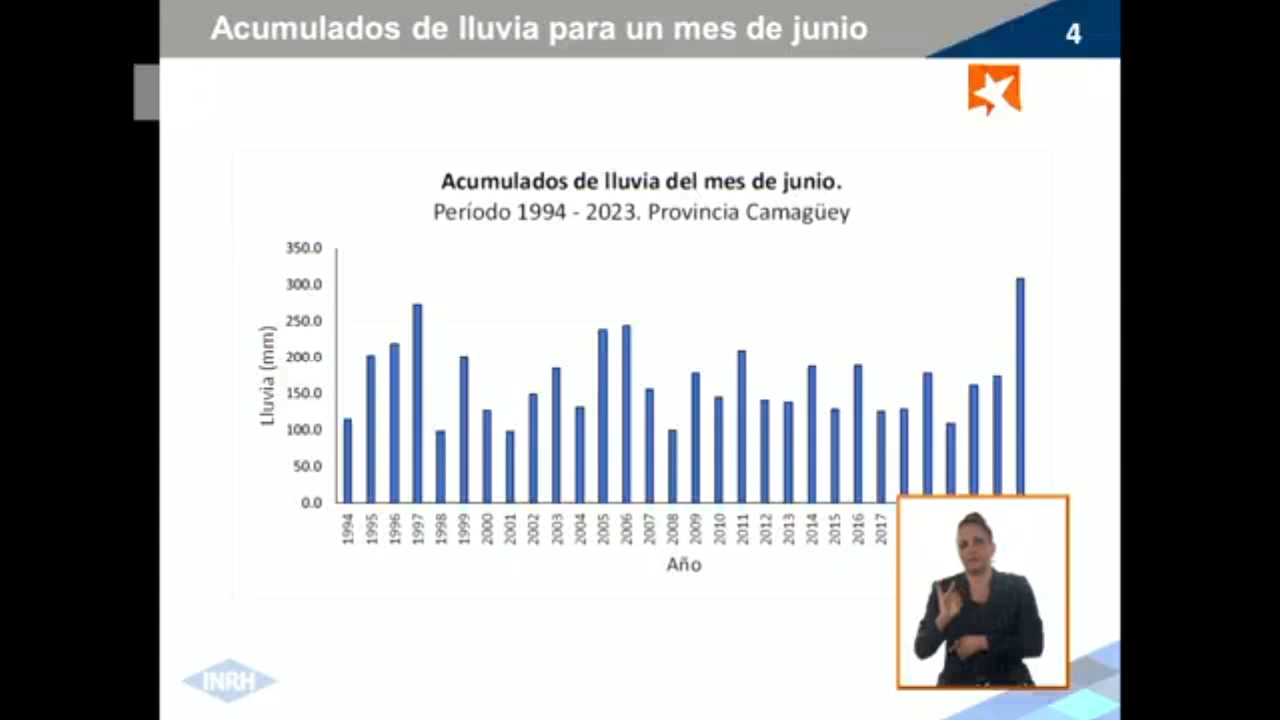 Acumulados de lluvia para un mes de junio
4
Acumulados de lluvia del mes de junio.
Período 1994 - 2023. Provincia Camagüey
350.0
300.0
250.0
200.0
150.0
100.0
50.0
0.0
Lluvia (mm)
1994 1995 1996 1997 1998 1999 2000 2001 2002 2003 2004 2005 2006 2007 2008 2009 2010 2011 2012 2013 2014 2015 2016 2017
Año
INRH